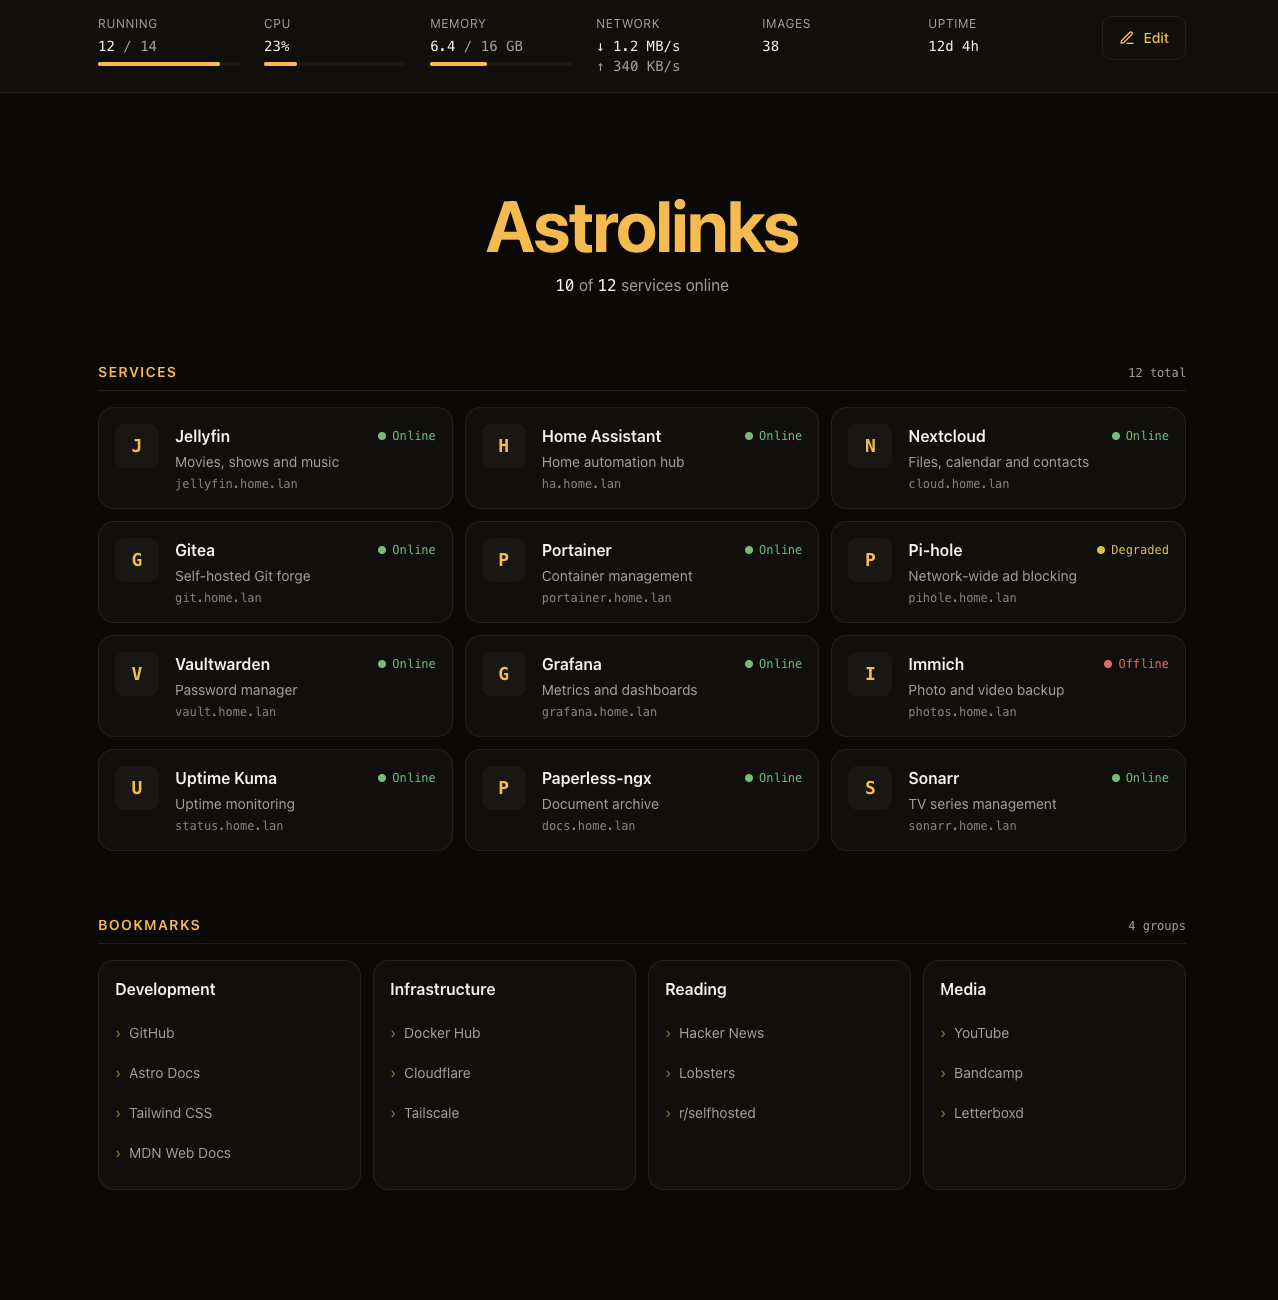 RUNNING
12 / 14
CPU
23%
MEMORY
6.4 / 16 GB
NETWORK
↓ 1.2 MB/s
↑ 340 KB/s
IMAGES
38
UPTIME
12d 4h
Edit
Astrolinks
10 of 12 services online
SERVICES
12 total
J
Jellyfin
Online
Movies, shows and music
jellyfin.home.lan
H
Home Assistant
Online
Home automation hub
ha.home.lan
N
Nextcloud
Online
Files, calendar and contacts
cloud.home.lan
G
Gitea
Online
Self-hosted Git forge
git.home.lan
P
Portainer
Online
Container management
portainer.home.lan
P
Pi-hole
Degraded
Network-wide ad blocking
pihole.home.lan
V
Vaultwarden
Online
Password manager
vault.home.lan
G
Grafana
Online
Metrics and dashboards
grafana.home.lan
I
Immich
Offline
Photo and video backup
photos.home.lan
U
Uptime Kuma
Online
Uptime monitoring
status.home.lan
P
Paperless-ngx
Online
Document archive
docs.home.lan
S
Sonarr
Online
TV series management
sonarr.home.lan
BOOKMARKS
4 groups
Development
› GitHub
› Astro Docs
› Tailwind CSS
› MDN Web Docs
Infrastructure
› Docker Hub
› Cloudflare
› Tailscale
Reading
› Hacker News
› Lobsters
› r/selfhosted
Media
› YouTube
› Bandcamp
› Letterboxd